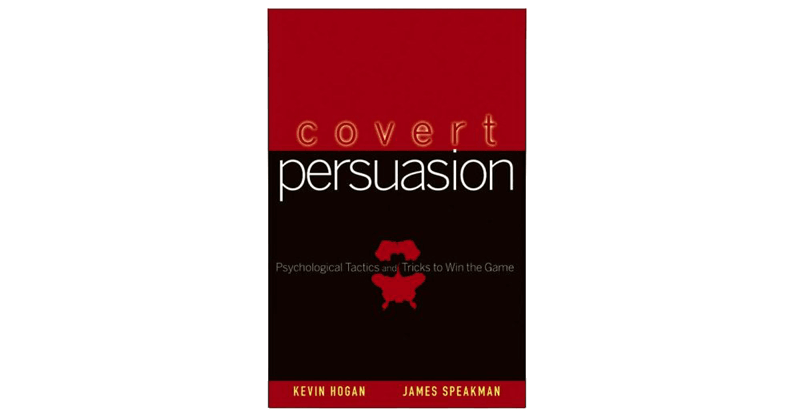 covert
persuasion
Psychological Tactics and Tricks to Win the Game
KEVIN HOGAN JAMES SPEAKMAN